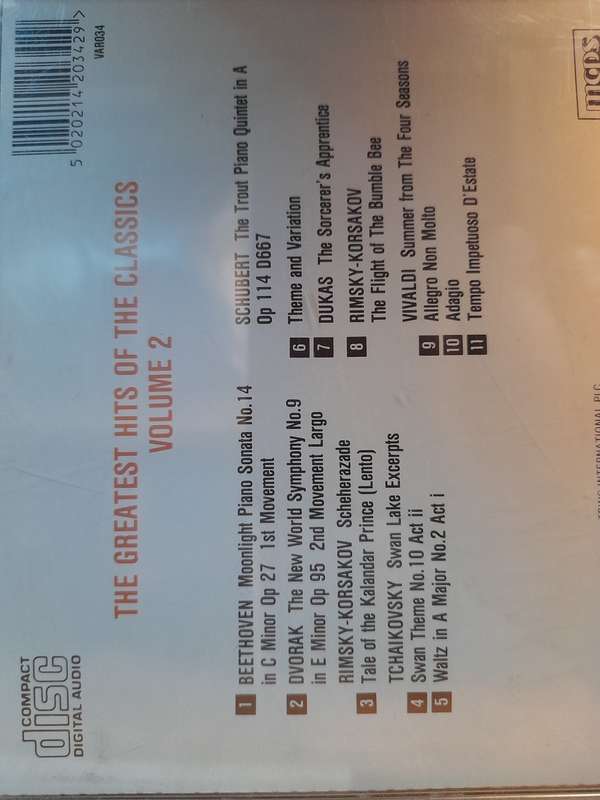 COMPACT
disc
DIGITAL AUDIO
5 020214 203429 >
VAR034
THE GREATEST HITS OF THE CLASSICS
VOLUME 2
1 BEETHOVEN Moonlight Piano Sonata No.14
in C Minor Op 27 1st Movement
2 DVORAK The New World Symphony No.9
in E Minor Op 95 2nd Movement Largo
RIMSKY-KORSAKOV Scheherazade
3 Tale of the Kalandar Prince (Lento)
TCHAIKOVSKY Swan Lake Excerpts
4 Swan Theme No.10 Act ii
5 Waltz in A Major No.2 Act i
SCHUBERT The Trout Piano Quintet in A
Op 114 D667
6 Theme and Variation
7 DUKAS The Sorcerer's Apprentice
8 RIMSKY-KORSAKOV
The Flight of The Bumble Bee
VIVALDI Summer from The Four Seasons
9 Allegro Non Molto
10 Adagio
11 Tempo Impetuoso D'Estate
MCPS
INTERNATIONAL PLC